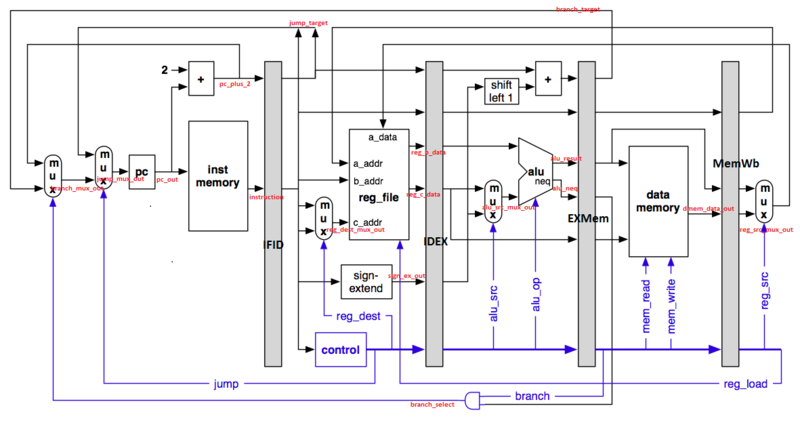 branch_target
jump_target
2
+
pc_plus_2
shift
left 1
+
a_data
mux
mux
pc
pc_out
inst
memory
instruction
IFID
a_addr
b_addr
reg_file
c_addr
reg_b_data
reg_c_data
mux
reg_dest_mux_out
IDEX
sign-
extend
sign_ex_out
mux
alu_src_mux_out
alu
neq
alu_result
alu_neq
EXMem
data
memory
MemWb
dmem_data_out
mux
reg_src_mux_out
branch_mux_out
reg_dest
alu_src
alu_op
mem_read
mem_write
reg_src
control
jump
branch
reg_load
branch_select